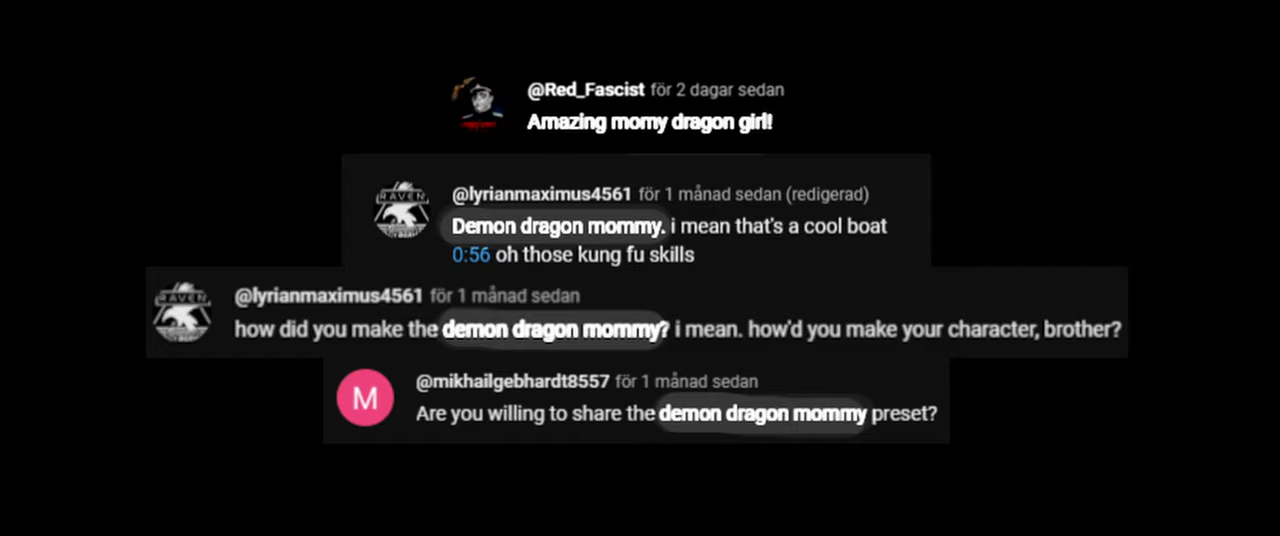 @Red_Fascist för 2 dagar sedan
Amazing momy dragon girl!
RAVEN
@lyrianmaximus4561 för 1 månad sedan (redigerad)
Demon dragon mommy. i mean that's a cool boat
0:56 oh those kung fu skills
RAVEN
@lyrianmaximus4561 för 1 månad sedan
how did you make the demon dragon mommy? i mean. how'd you make your character, brother?
M
@mikhailgebhardt8557 för 1 månad sedan
Are you willing to share the demon dragon mommy preset?